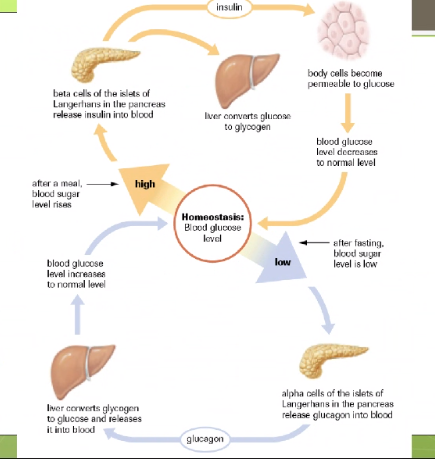 insulin
beta cells of the islets of
Langerhans in the pancreas
release insulin into blood
liver converts glucose
to glycogen
body cells become
permeable to glucose
blood glucose
level decreases
to normal level
after a meal,
blood sugar
level rises
high
Homeostasis:
Blood glucose
level
after fasting,
blood sugar
level is low
low
blood glucose
level increases
to normal level
liver converts glycogen
to glucose and releases
it into blood
alpha cells of the islets of
Langerhans in the pancreas
release glucagon into blood
glucagon